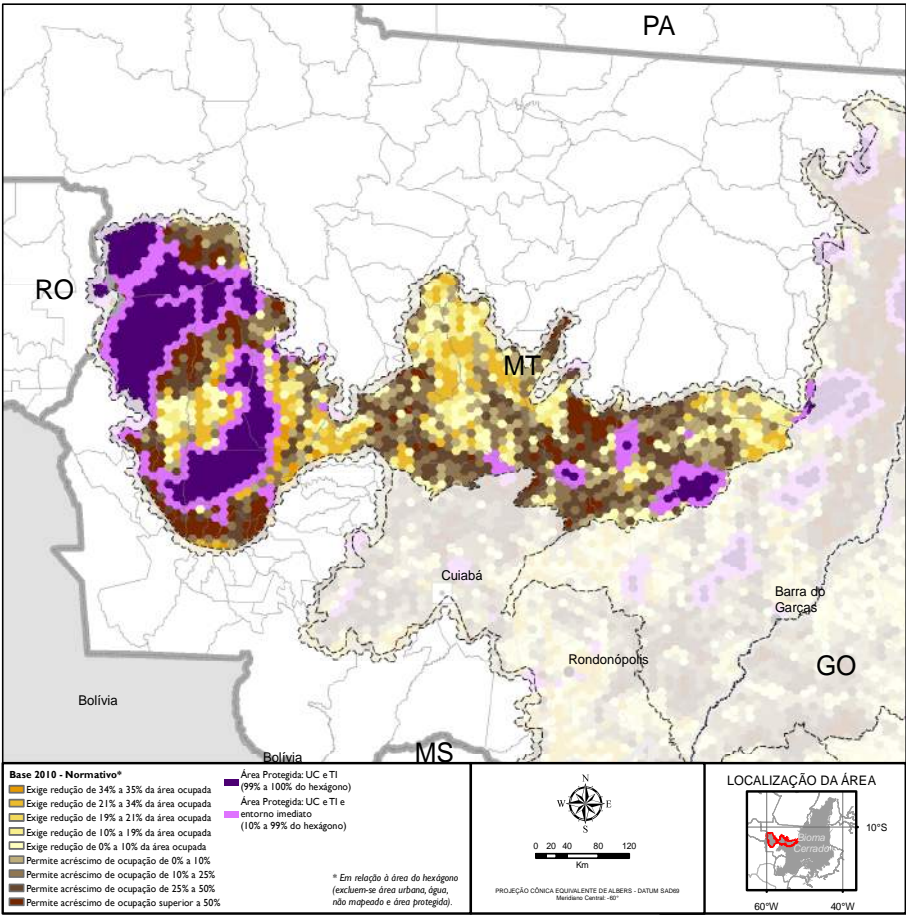 PA
RO
MT
Cuiabá
Barra do
Garças
Rondonópolis
GO
Bolívia
Bolívia
MS
Base 2010 - Normativo*
Exige redução de 34% a 35% da área ocupada
Exige redução de 21% a 34% da área ocupada
Exige redução de 19% a 21% da área ocupada
Exige redução de 10% a 19% da área ocupada
Exige redução de 0% a 10% da área ocupada
Permite acréscimo de ocupação de 0% a 10%
Permite acréscimo de ocupação de 10% a 25%
Permite acréscimo de ocupação de 25% a 50%
Permite acréscimo de ocupação superior a 50%
Área Protegida: UC e TI
(99% a 100% do hexágono)
Área Protegida: UC e TI e
entorno imediato
(10% a 99% do hexágono)
* Em relação à área do hexágono
(excluem-se área urbana, água,
não mapeado e área protegida).
N
W E
S
0 20 40 80 120
Km
PROJEÇÃO CÔNICA EQUIVALENTE DE ALBERS - DATUM SAD69
Meridiano Central: -60°
LOCALIZAÇÃO DA ÁREA
10°S
Bioma
Cerrado
60°W 40°W